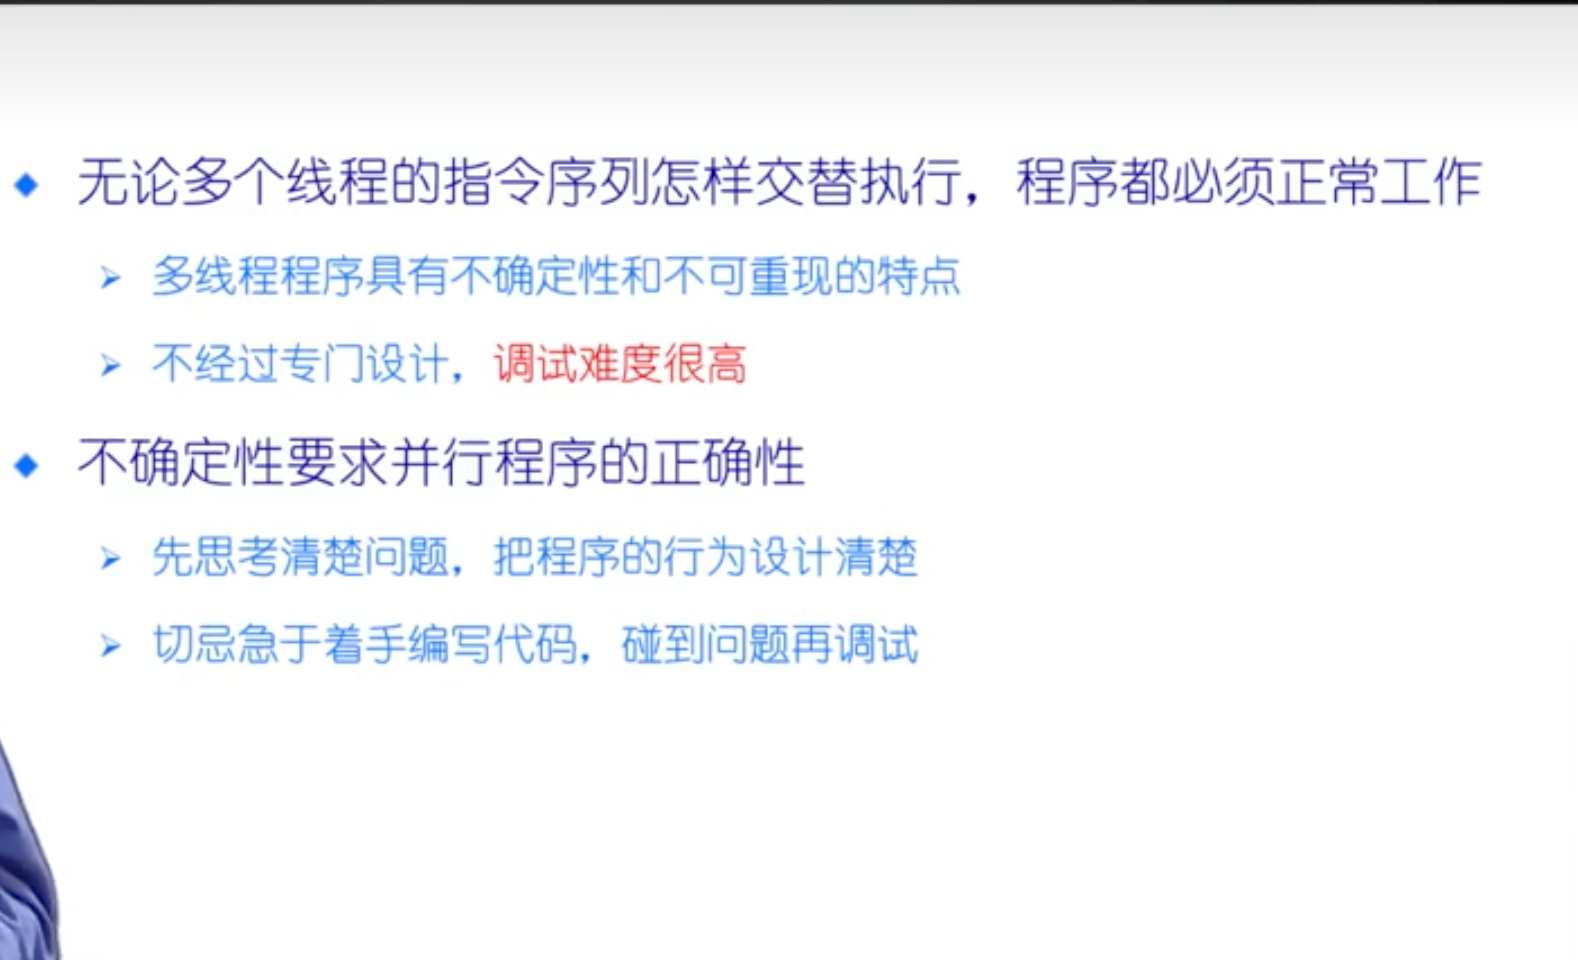 无论多个线程的指令序列怎样交替执行，程序都必须正常工作
多线程程序具有不确定性和不可重现的特点
不经过专门设计，调试难度很高
不确定性要求并行程序的正确性
先思考清楚问题，把程序的行为设计清楚
切忌急于着手编写代码，碰到问题再调试